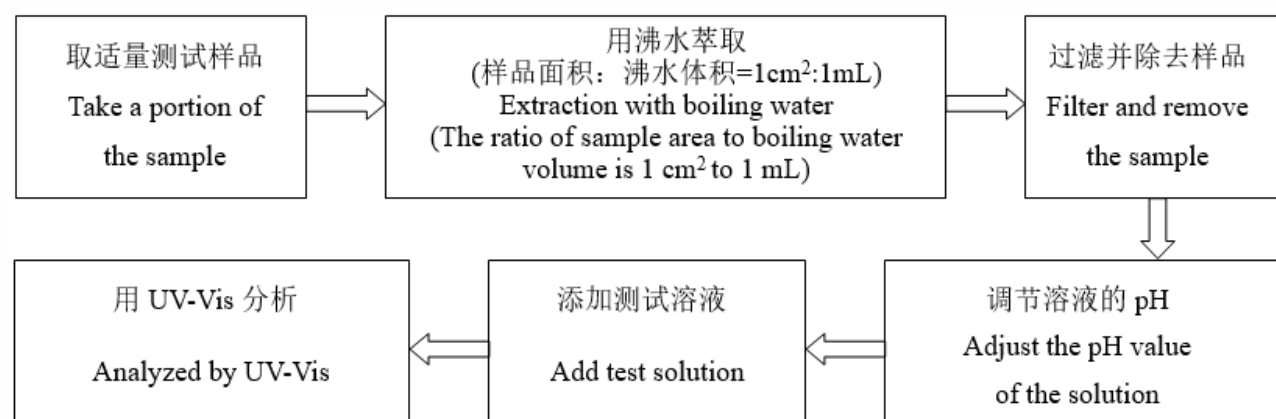 取适量测试样品
Take a portion of
the sample
用沸水萃取
(样品面积：沸水体积=1cm²:1mL)
Extraction with boiling water
(The ratio of sample area to boiling water
volume is 1 cm² to 1 mL)
过滤并除去样品
Filter and remove
the sample
调节溶液的 pH
Adjust the pH value
of the solution
添加测试溶液
Add test solution
用 UV-Vis 分析
Analyzed by UV-Vis